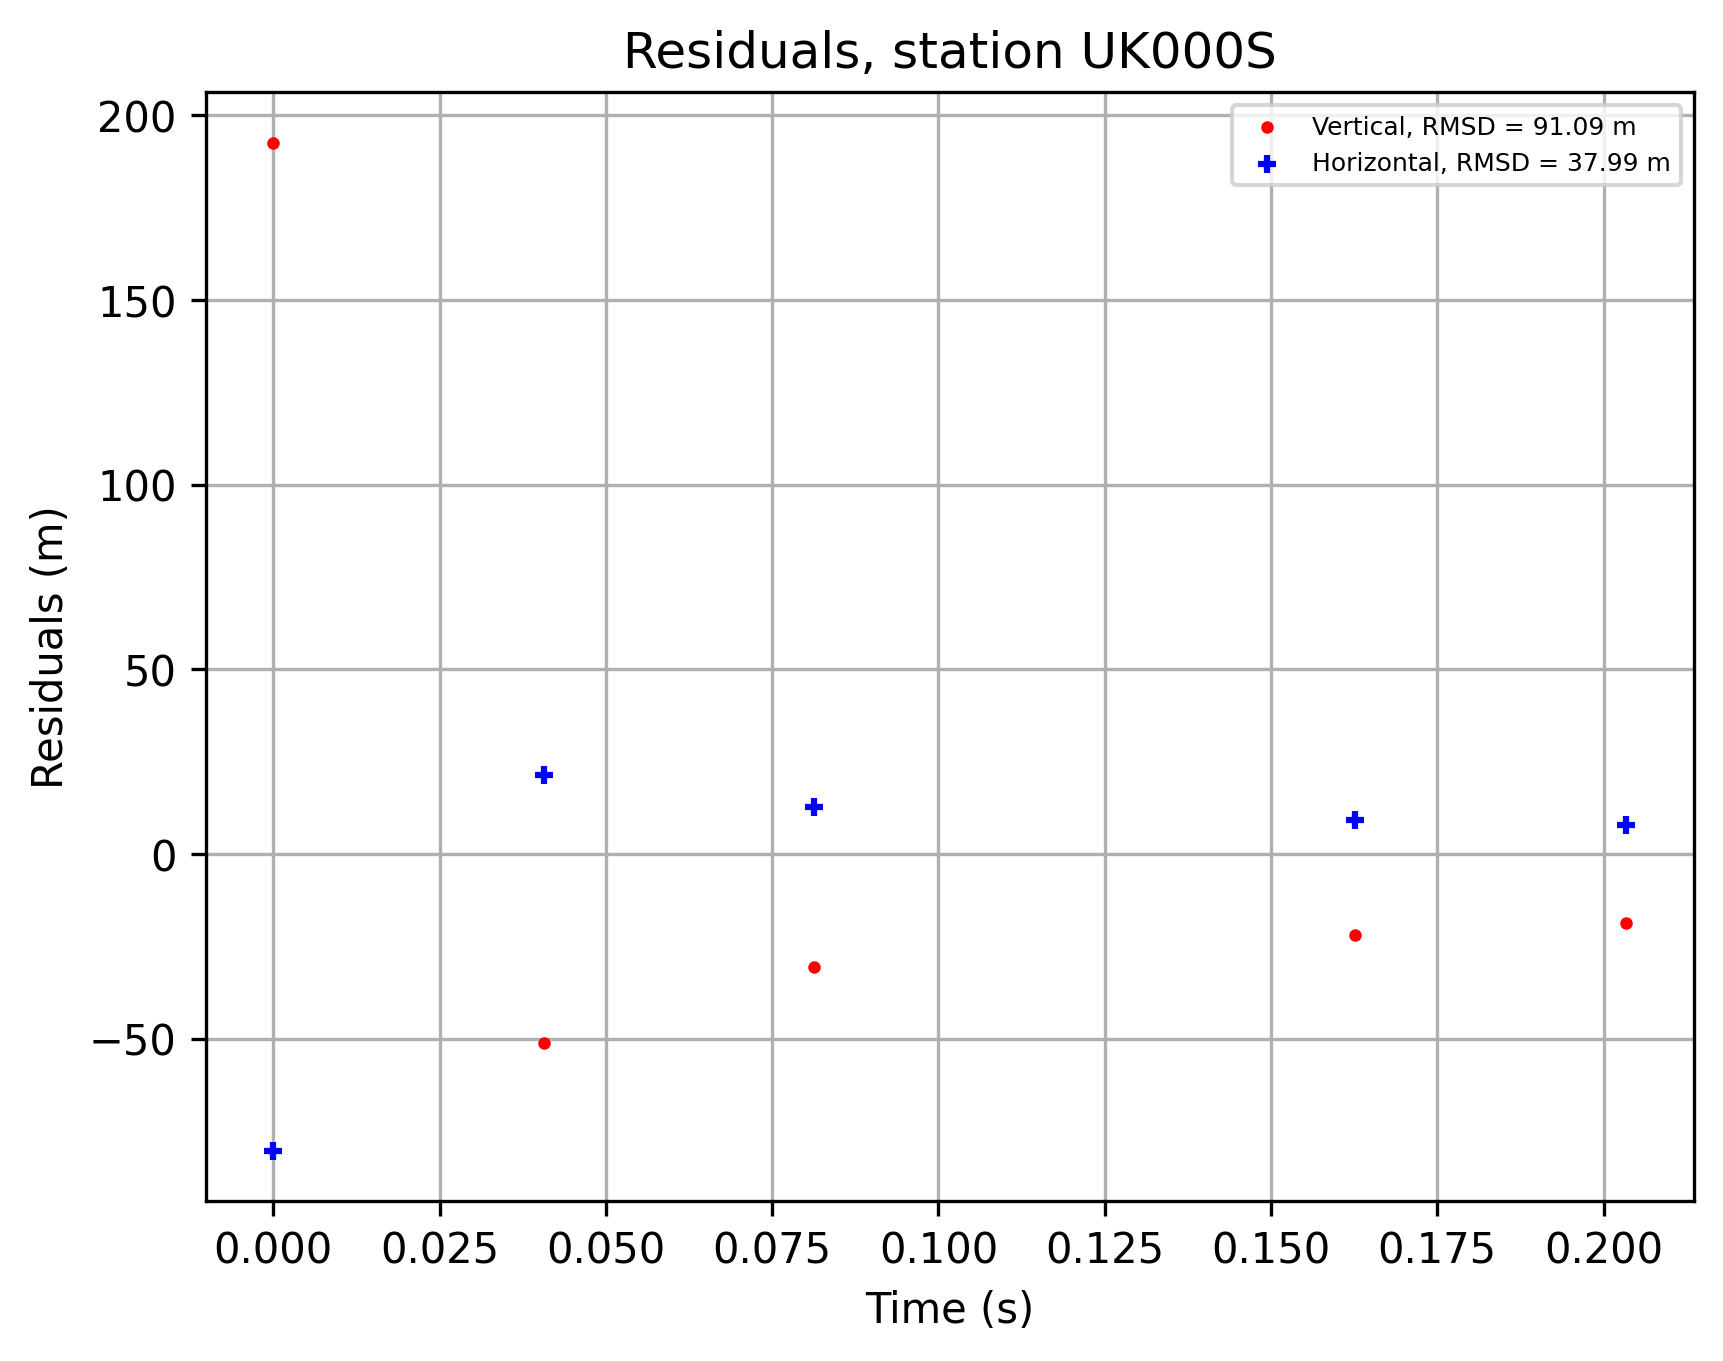 Residuals, station UK000S
Vertical, RMSD = 91.09 m
Horizontal, RMSD = 37.99 m
Residuals (m)
200
150
100
50
0
−50
0.000 0.025 0.050 0.075 0.100 0.125 0.150 0.175 0.200
Time (s)